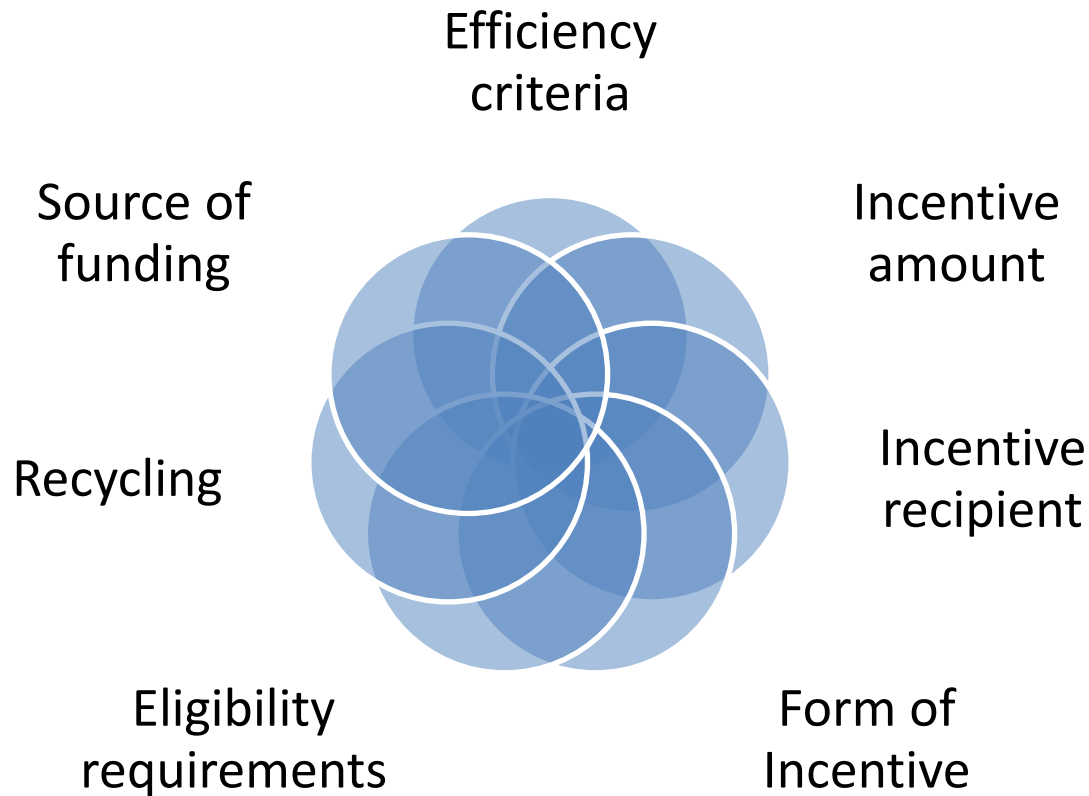 Efficiency
criteria
Source of
funding
Incentive
amount
Recycling
Incentive
recipient
Eligibility
requirements
Form of
Incentive